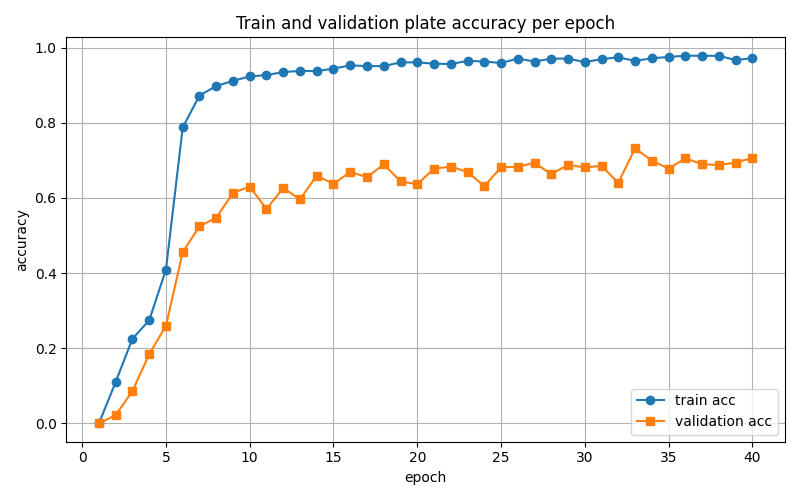 Train and validation plate accuracy per epoch
1.0
0.8
0.6
0.4
0.2
0.0
accuracy
0 5 10 15 20 25 30 35 40
epoch
train acc
validation acc